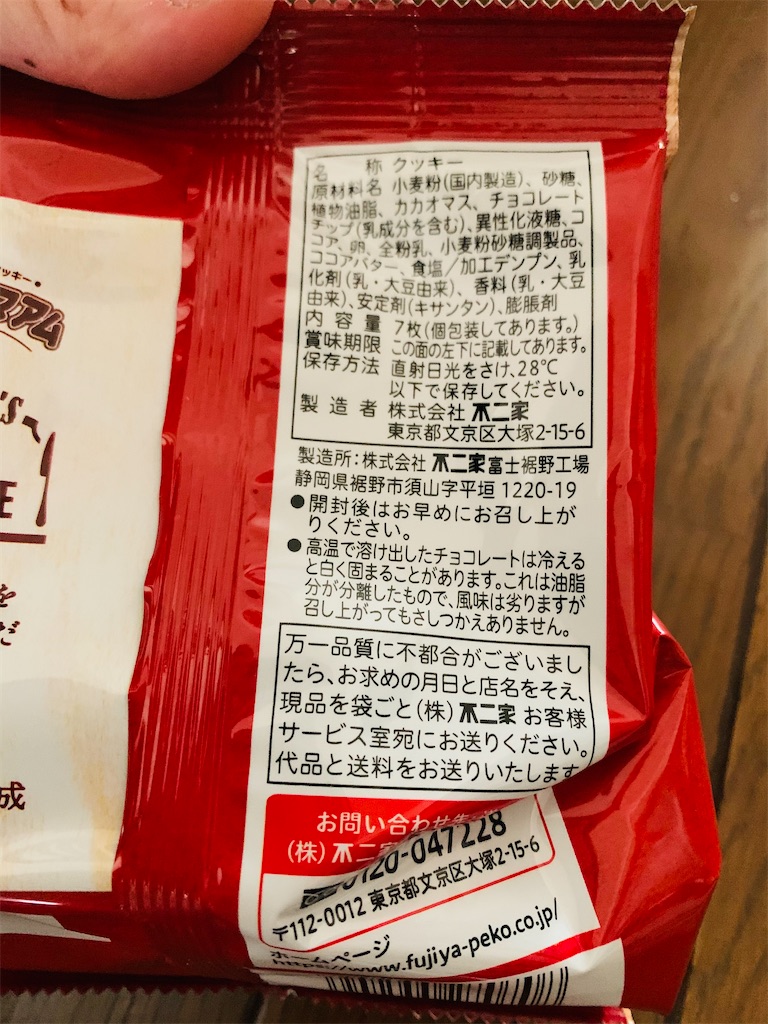 ッキー・
マアム
'S
E
を
だ
成
名 称 クッキー
原材料名 小麦粉(国内製造)、砂糖、
植物油脂、カカオマス、チョコレート
チップ(乳成分を含む)、異性化液糖、コ
コア、卵、全粉乳、小麦粉砂糖調製品、
ココアバター、食塩/加工デンプン、乳
化剤(乳・大豆由来)、香料(乳・大豆
由来)、安定剤(キサンタン)、膨脹剤
内容量 7枚(個包装してあります。)
賞味期限 この面の左下に記載してあります。
保存方法 直射日光をさけ、28℃
以下で保存してください。
製造者 株式会社 不二家
東京都文京区大塚2-15-6
製造所:株式会社 不二家 富士裾野工場
静岡県裾野市須山字平垣 1220-19
●開封後はお早めにお召し上が
りください。
●高温で溶け出したチョコレートは冷える
と白く固まることがあります。これは油脂
分が分離したもので、風味は劣りますが
召し上がってもさしつかえありません。
万一品質に不都合がございまし
たら、お求めの月日と店名をそえ、
現品を袋ごと(株)不二家 お客様
サービス室宛にお送りください。
代品と送料をお送りいたします
お問い合わせ先
(株)不二家
0120-047228
〒112-0012 東京都文京区大塚2-15-6
ホームページ
https://www.fujiya-peko.co.jp/